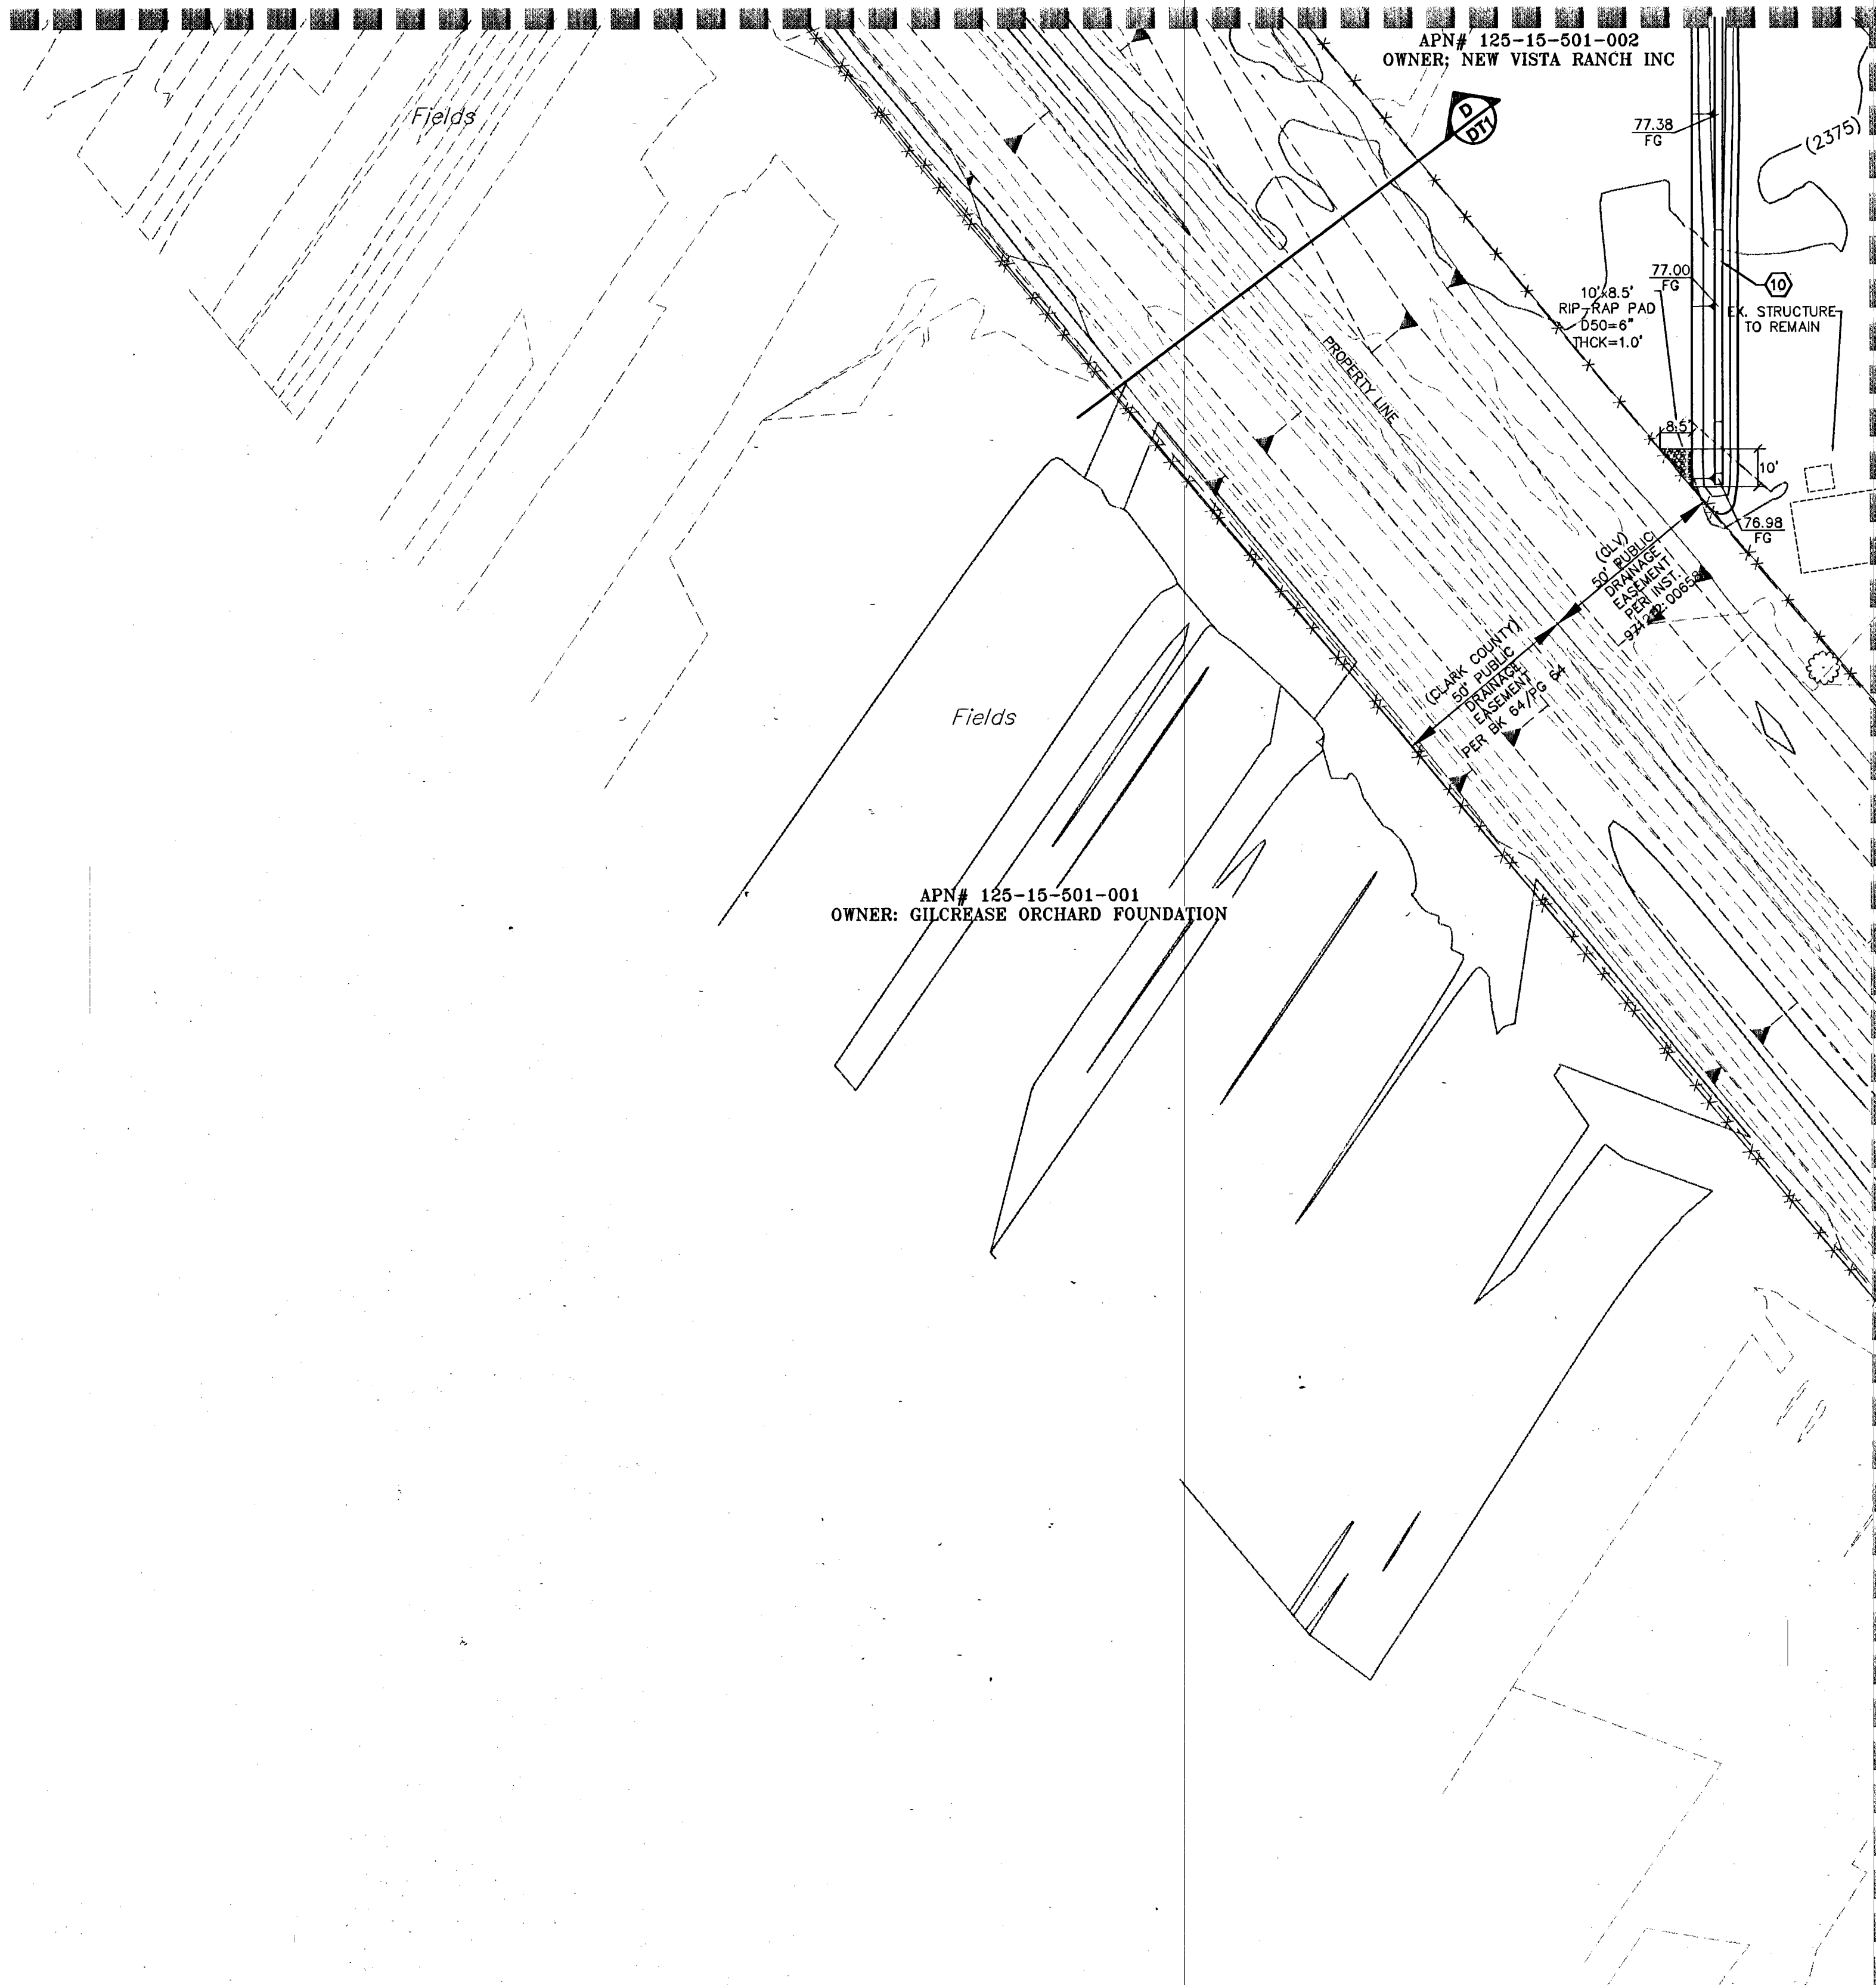 APN# 125-15-501-002
OWNER: NEW VISTA RANCH INC
Fields
D
DT1
77.38
FG
(2375)
77.00
FG
10
10'x8.5'
RIP-RAP PAD
D50=6"
THCK=1.0'
EX. STRUCTURE
TO REMAIN
PROPERTY LINE
8.5'
10'
76.98
FG
(CLV)
50' PUBLIC
DRAINAGE
EASEMENT
PER INST.
(CLARK COUNTY)
50' PUBLIC
DRAINAGE
EASEMENT
PER BK 64/PG 64
Fields
APN# 125-15-501-001
OWNER: GILCREASE ORCHARD FOUNDATION